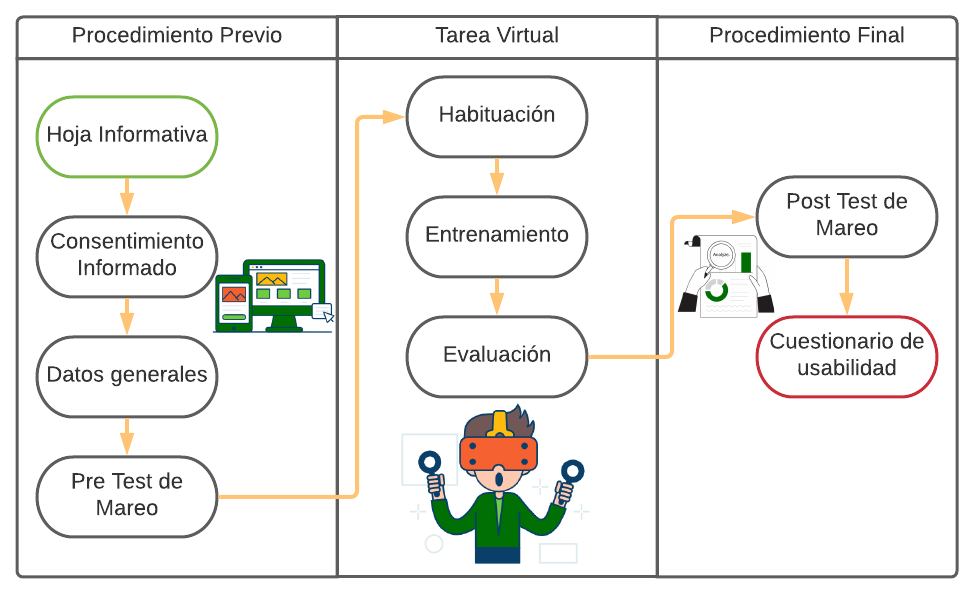 Procedimiento Previo
Tarea Virtual
Procedimiento Final
Hoja Informativa
Consentimiento
Informado
Datos generales
Pre Test de
Mareo
Habituación
Entrenamiento
Evaluación
Post Test de
Mareo
Analysis
Cuestionario de
usabilidad